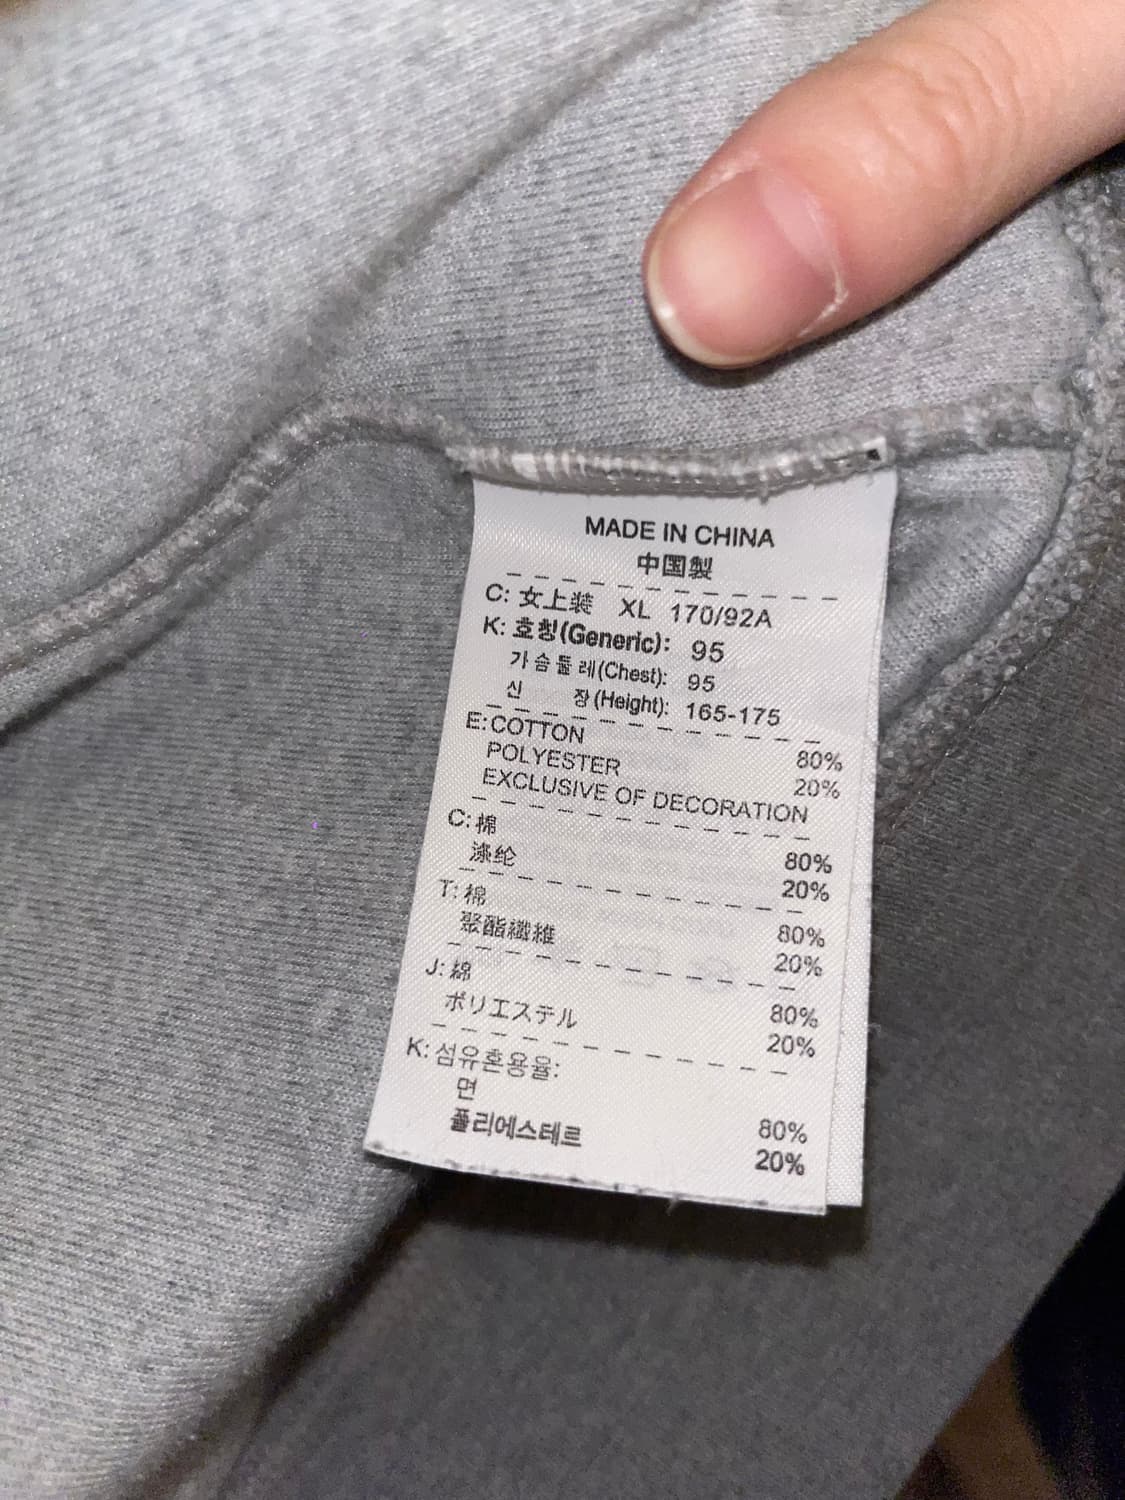 MADE IN CHINA
中国製
C: 女上装 XL 170/92A
K: 호칭(Generic): 95
가슴둘레(Chest): 95
신 장(Height): 165-175
E: COTTON 80%
POLYESTER 20%
EXCLUSIVE OF DECORATION
C: 棉 80%
涤纶 20%
T: 棉 80%
聚酯纖維 20%
J: 綿 80%
ポリエステル 20%
K: 섬유혼용율:
면 80%
폴리에스테르 20%